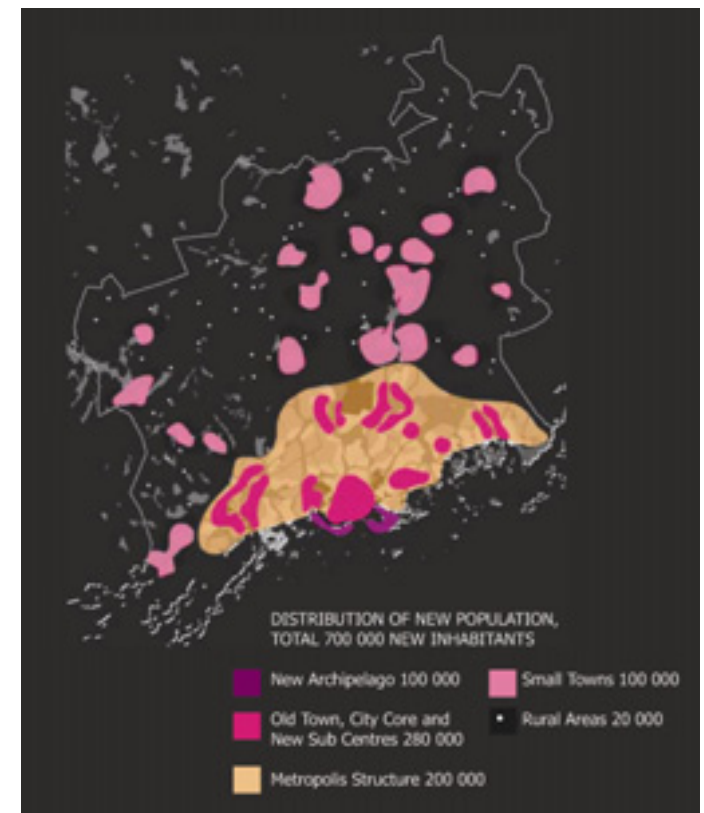 DISTRIBUTION OF NEW POPULATION,
TOTAL 700 000 NEW INHABITANTS
New Archipelago 100 000
Old Town, City Core and
New Sub Centres 280 000
Metropolis Structure 200 000
Small Towns 100 000
Rural Areas 20 000